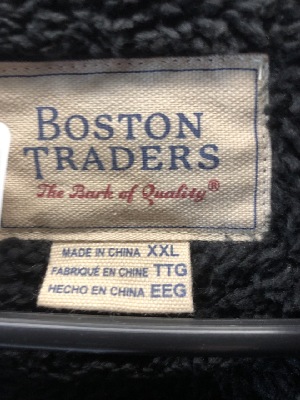 BOSTON
TRADERS
The Bark of Quality®
MADE IN CHINA XXL
FABRIQUÉ EN CHINE TTG
HECHO EN CHINA EEG